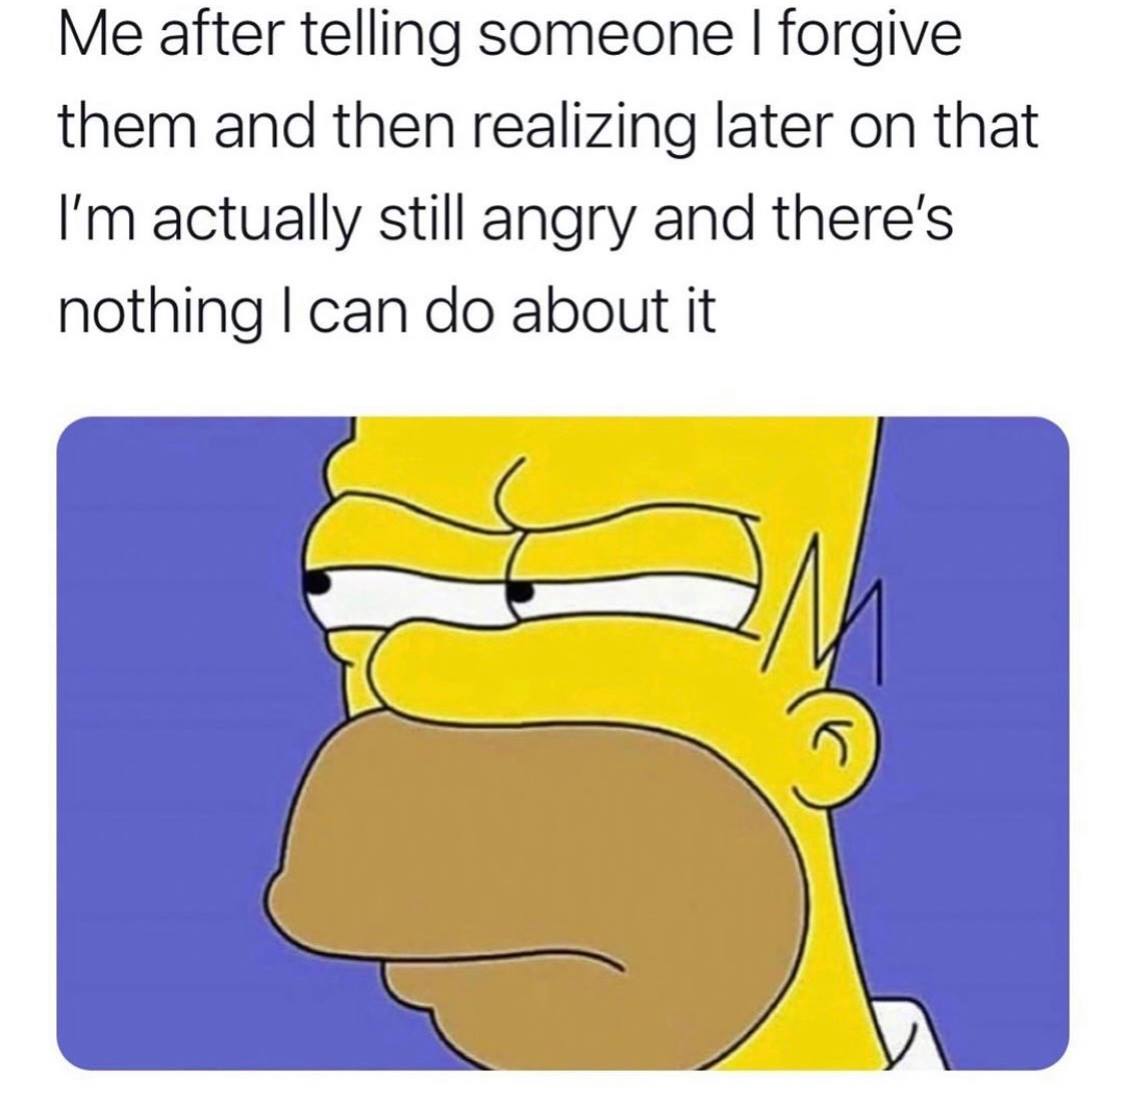 Me after telling someone I forgive
them and then realizing later on that
I’m actually still angry and there’s
nothing I can do about it